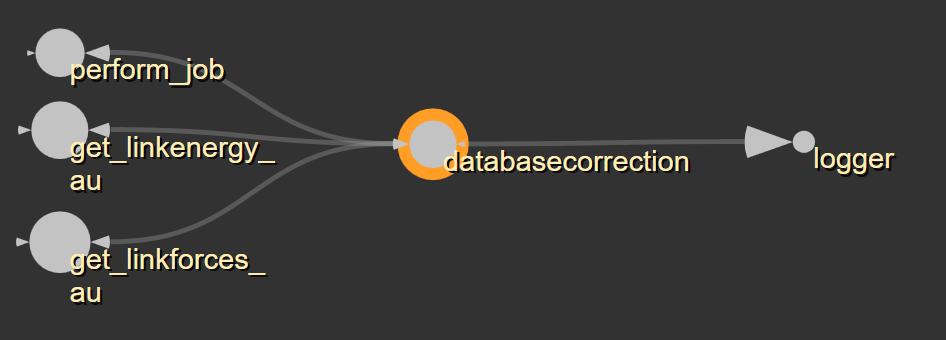 perform_job
get_linkenergy_
au
databasecorrection
logger
get_linkforces_
au